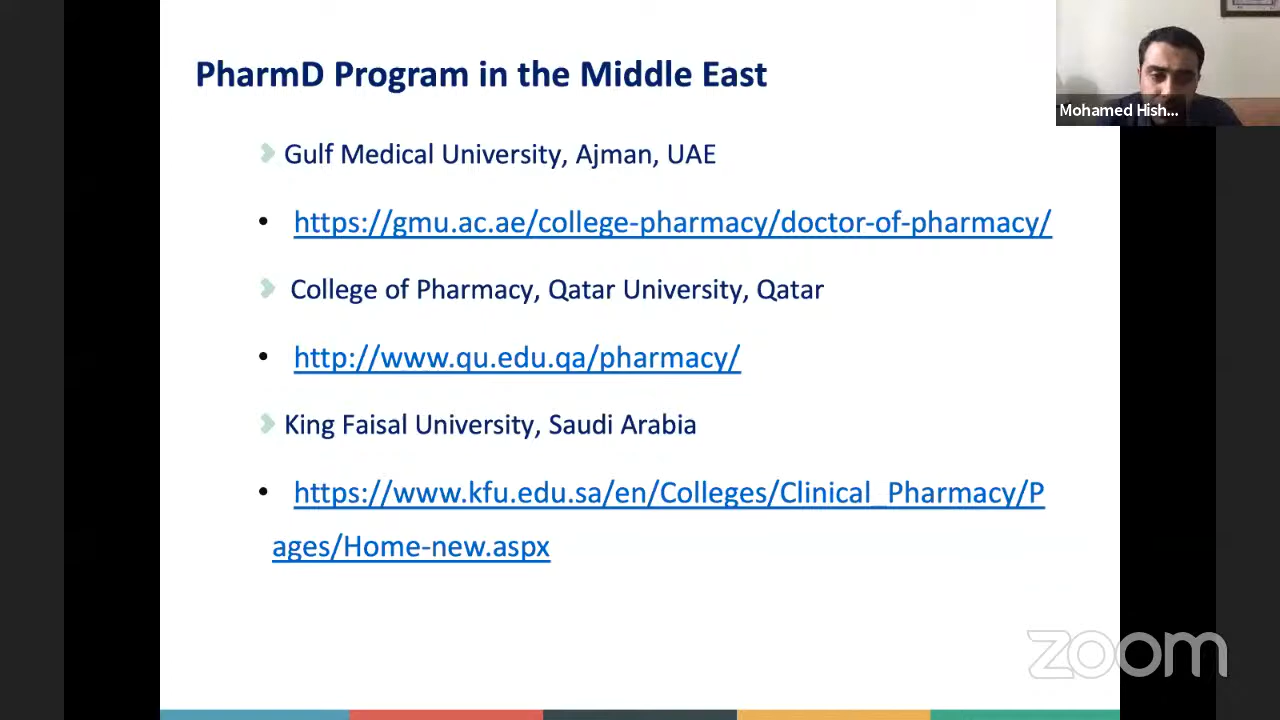 PharmD Program in the Middle East
Mohamed Hish...
Gulf Medical University, Ajman, UAE
https://gmu.ac.ae/college-pharmacy/doctor-of-pharmacy/
College of Pharmacy, Qatar University, Qatar
http://www.qu.edu.qa/pharmacy/
King Faisal University, Saudi Arabia
https://www.kfu.edu.sa/en/Colleges/Clinical_Pharmacy/P
ages/Home-new.aspx
zoom